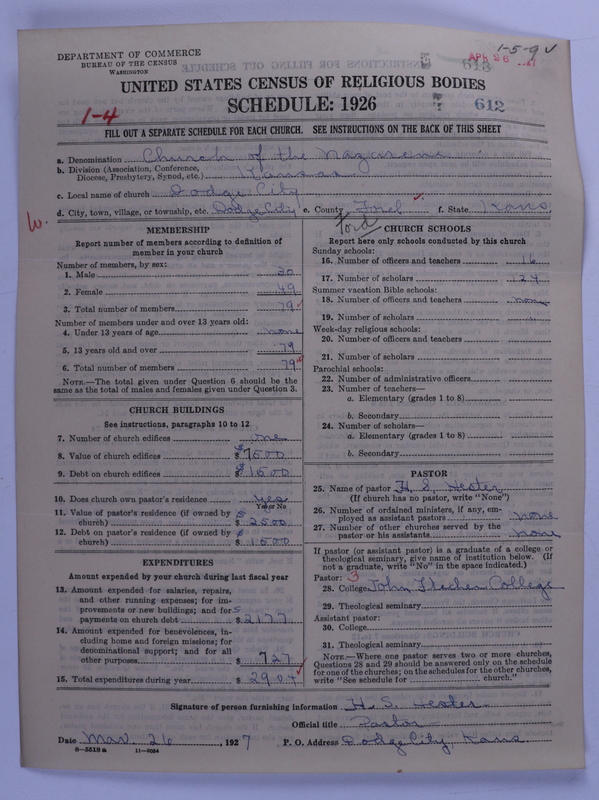 1-5-9 ✓
DEPARTMENT OF COMMERCE
BUREAU OF THE CENSUS
WASHINGTON
APR 26
613
UNITED STATES CENSUS OF RELIGIOUS BODIES
SCHEDULE: 1926
1-4
612
FILL OUT A SEPARATE SCHEDULE FOR EACH CHURCH. SEE INSTRUCTIONS ON THE BACK OF THIS SHEET
a. Denomination Church of the Nazarene
b. Division (Association, Conference, Diocese, Presbytery, Synod, etc.) Kansas
c. Local name of church Dodge City
d. City, town, village, or township, etc. Dodge City e. County Ford f. State Kans
Ford
W.
MEMBERSHIP
Report number of members according to definition of
member in your church
Number of members, by sex:
1. Male 30
2. Female 49
3. Total number of members 79
Number of members under and over 13 years old:
4. Under 13 years of age none
5. 13 years old and over 79
6. Total number of members 79
NOTE.—The total given under Question 6 should be the
same as the total of males and females given under Question 3.
CHURCH BUILDINGS
See instructions, paragraphs 10 to 12
7. Number of church edifices one
8. Value of church edifices $ 7500
9. Debt on church edifices $ 1500
10. Does church own pastor's residence Yes
Yes or No
11. Value of pastor's residence (if owned by
church) $ 2500
12. Debt on pastor's residence (if owned by
church) $ 1500
EXPENDITURES
Amount expended by your church during last fiscal year
13. Amount expended for salaries, repairs,
and other running expenses; for im-
provements or new buildings; and for
payments on church debt $ 2177
14. Amount expended for benevolences, in-
cluding home and foreign missions; for
denominational support; and for all
other purposes $ 727
15. Total expenditures during year $ 2904
CHURCH SCHOOLS
Report here only schools conducted by this church
Sunday schools:
16. Number of officers and teachers 16
17. Number of scholars 124
Summer vacation Bible schools:
18. Number of officers and teachers none
19. Number of scholars
Week-day religious schools:
20. Number of officers and teachers
21. Number of scholars
Parochial schools:
22. Number of administrative officers
23. Number of teachers—
a. Elementary (grades 1 to 8)
b. Secondary
24. Number of scholars—
a. Elementary (grades 1 to 8)
b. Secondary
PASTOR
25. Name of pastor H. S. Hester
(If church has no pastor, write "None")
26. Number of ordained ministers, if any, em-
ployed as assistant pastors none
27. Number of other churches served by the
pastor or his assistants none
If pastor (or assistant pastor) is a graduate of a college or
theological seminary, give name of institution below. (If
not a graduate, write "No" in the space indicated.)
Pastor: 3
28. College John Fletcher College
29. Theological seminary
Assistant pastor:
30. College
31. Theological seminary
NOTE.—Where one pastor serves two or more churches,
Questions 28 and 29 should be answered only on the schedule
for one of the churches; on the schedules for the other churches,
write "See schedule for church."
Signature of person furnishing information H. S. Hester
Official title Pastor
Date Mar. 26, 1927 P. O. Address Dodge City, Kans
8-5518 a 11-9034